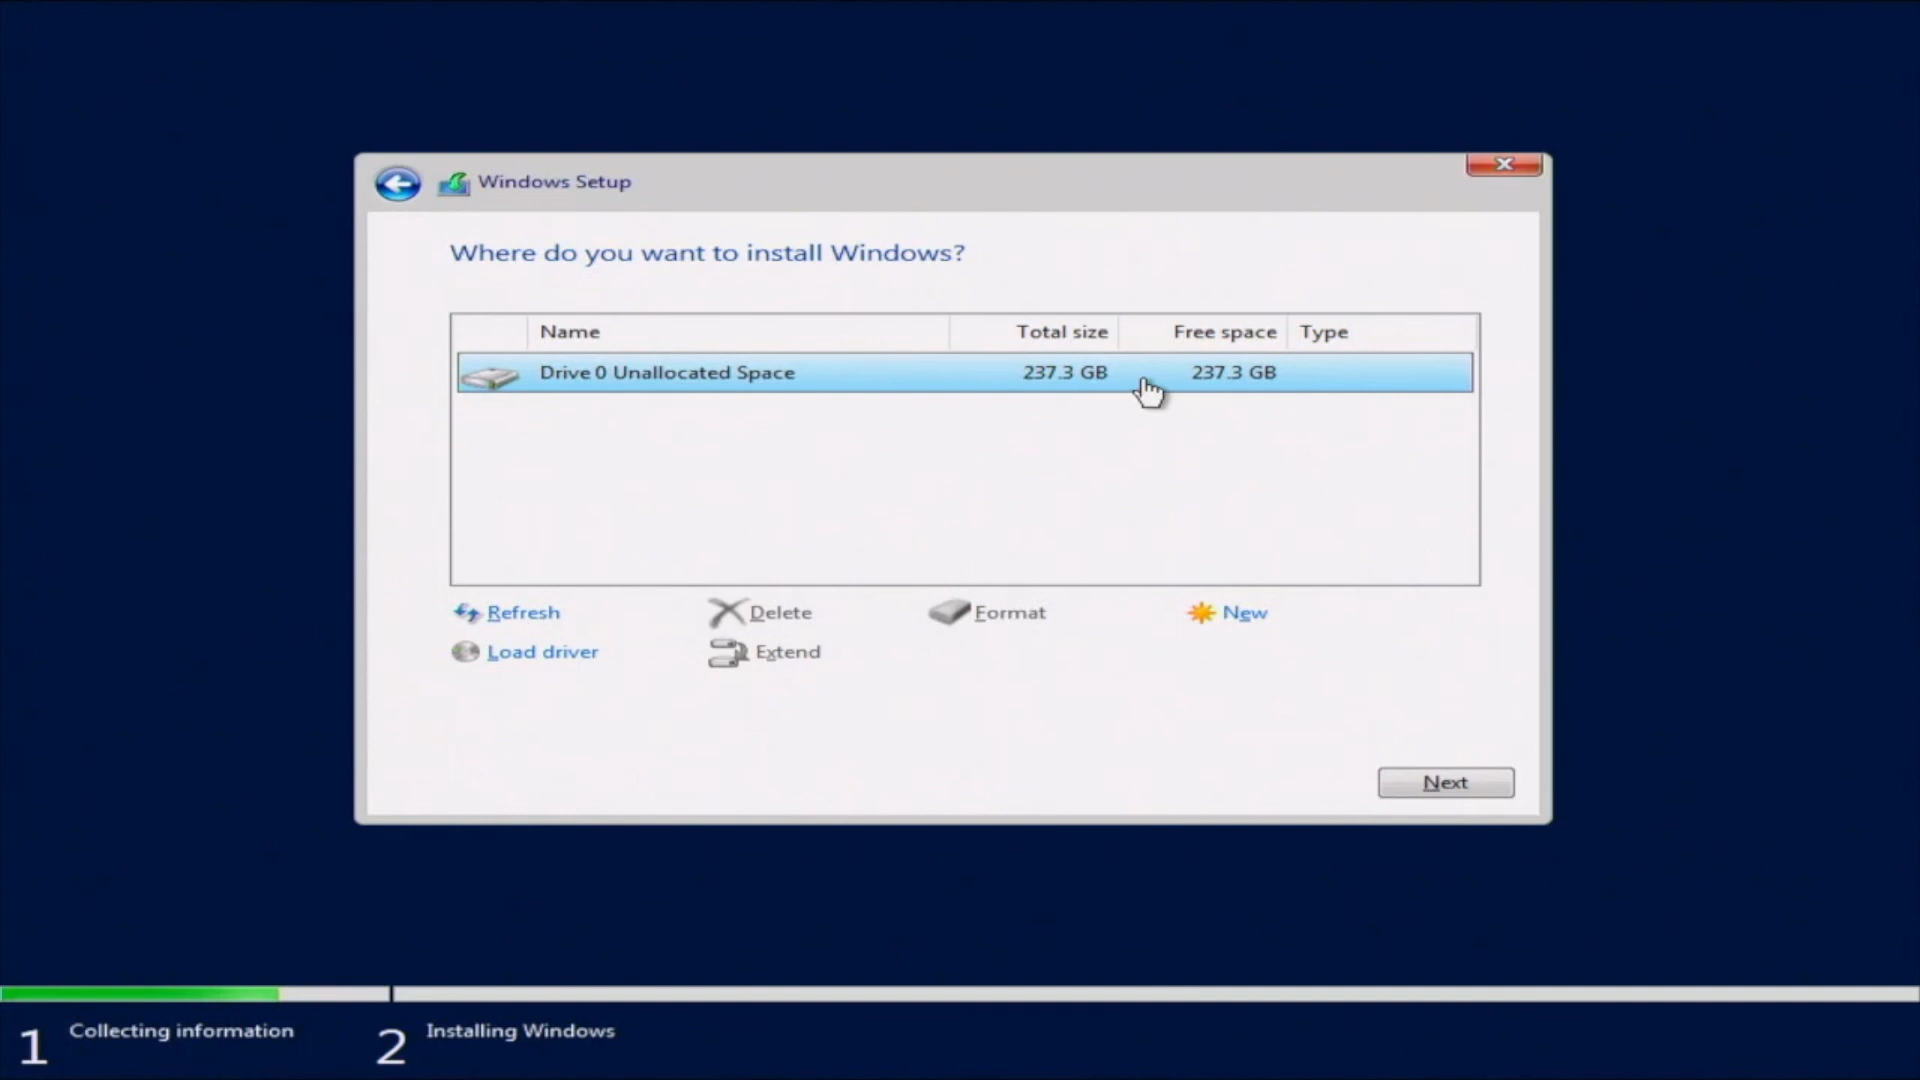 Windows Setup
Where do you want to install Windows?
Name Total size Free space Type
Drive 0 Unallocated Space 237.3 GB 237.3 GB
Refresh Delete Format New
Load driver Extend
Next
1 Collecting information 2 Installing Windows